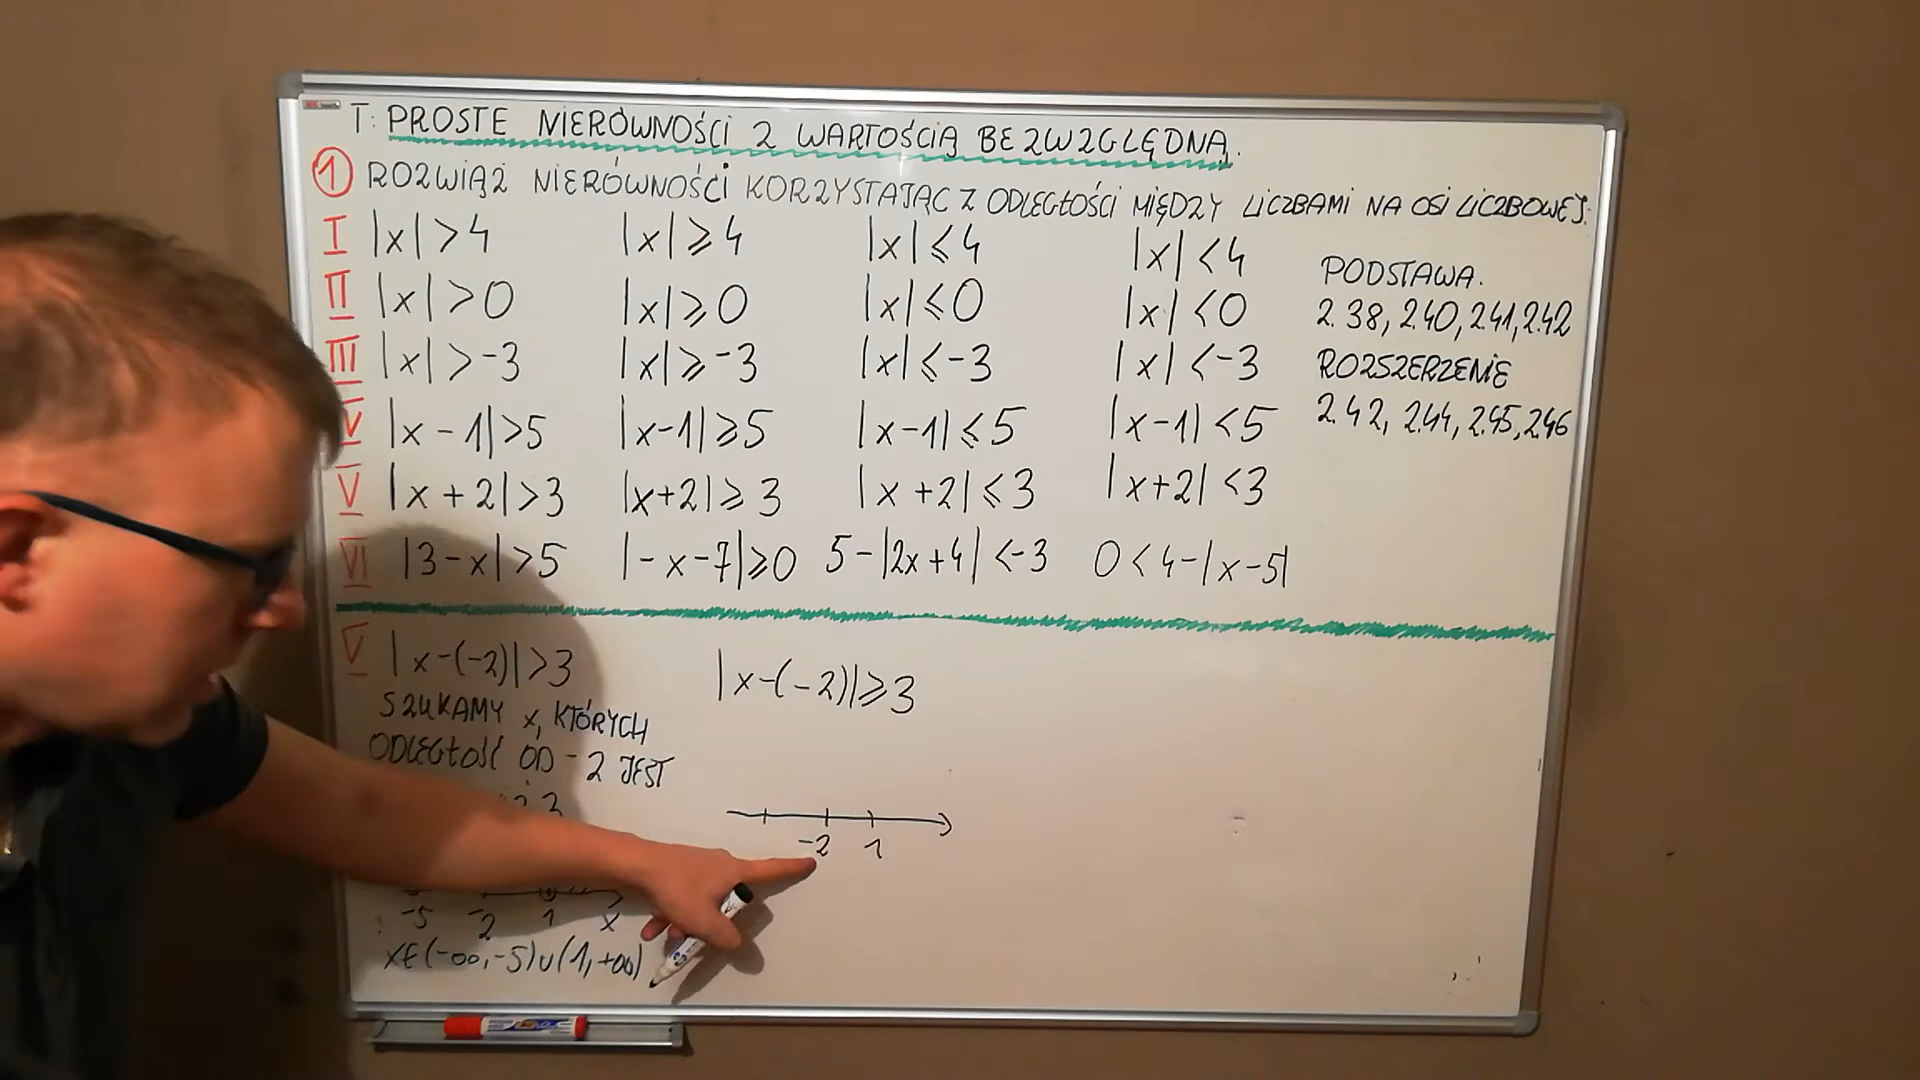 T: PROSTE NIERÓWNOŚCI Z WARTOŚCIĄ BEZWZGLĘDNĄ.
1 ROZWIĄŻ NIERÓWNOŚCI KORZYSTAJĄC Z ODLEGŁOŚCI MIĘDZY LICZBAMI NA OSI LICZBOWEJ:
I |x|>4 |x|⩾4 |x|⩽4 |x|<4
II |x|>0 |x|⩾0 |x|⩽0 |x|<0
III |x|>-3 |x|⩾-3 |x|⩽-3 |x|<-3
V |x-1|>5 |x-1|⩾5 |x-1|⩽5 |x-1|<5
V |x+2|>3 |x+2|⩾3 |x+2|⩽3 |x+2|<3
VI |3-x|>5 |-x-7|⩾0 5-|2x+4|<-3 0<4-|x-5|
PODSTAWA.
2.38, 2.40, 2.41, 2.42
ROZSZERZENIE
2.42, 2.44, 2.45, 2.46
V |x-(-2)|>3
SZUKAMY x, KTÓRYCH
ODLEGŁOŚĆ OD -2 JEST
3
-5 -2 1 x
x∈(-∞,-5)∪(1,+∞)
|x-(-2)|⩾3
-2 1